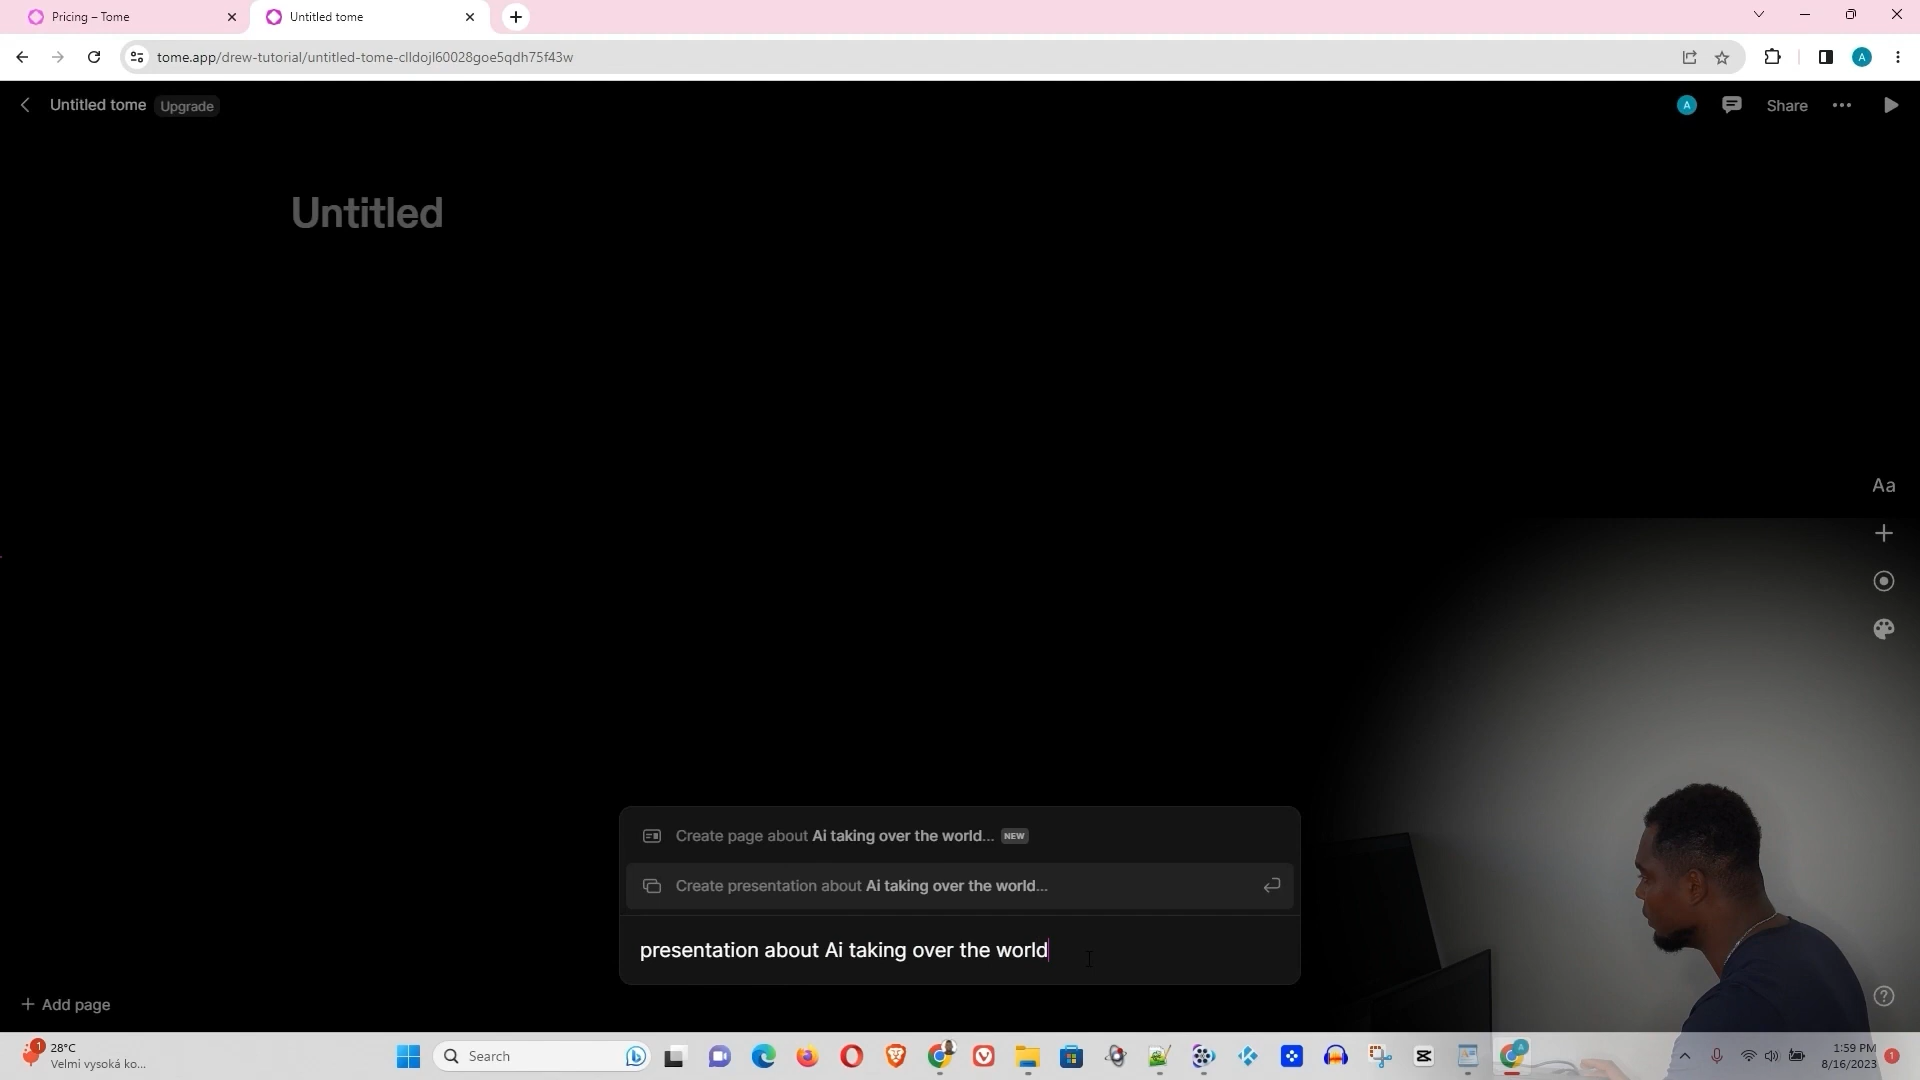 Pricing – Tome
Untitled tome
tome.app/drew-tutorial/untitled-tome-clldojl60028goe5qdh75f43w
A
Untitled tome
Upgrade
A
Share
Untitled
Aa
Create page about Ai taking over the world...
NEW
Create presentation about Ai taking over the world...
presentation about Ai taking over the world
Add page
1
28°C
Velmi vysoká ko...
Search
A
1:59 PM
8/16/2023
1